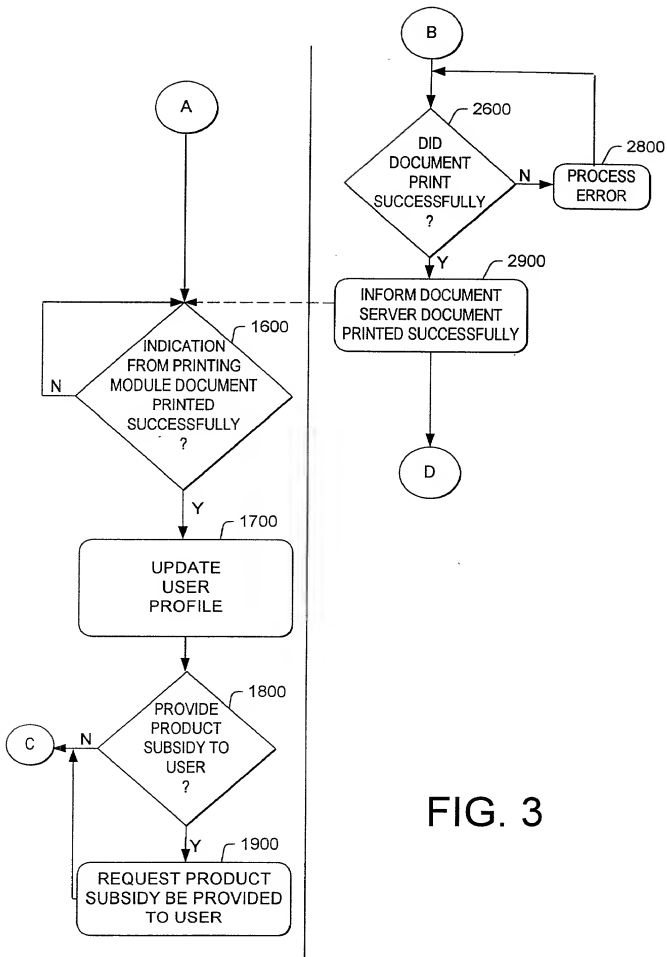 A
1600
INDICATION
FROM PRINTING
MODULE DOCUMENT
PRINTED
SUCCESSFULLY
?
N
Y
1700
UPDATE
USER
PROFILE
1800
PROVIDE
PRODUCT
SUBSIDY TO
USER
?
N
C
Y
1900
REQUEST PRODUCT
SUBSIDY BE PROVIDED
TO USER
B
2600
DID
DOCUMENT
PRINT
SUCCESSFULLY
?
N
2800
PROCESS
ERROR
Y
2900
INFORM DOCUMENT
SERVER DOCUMENT
PRINTED SUCCESSFULLY
D
FIG. 3